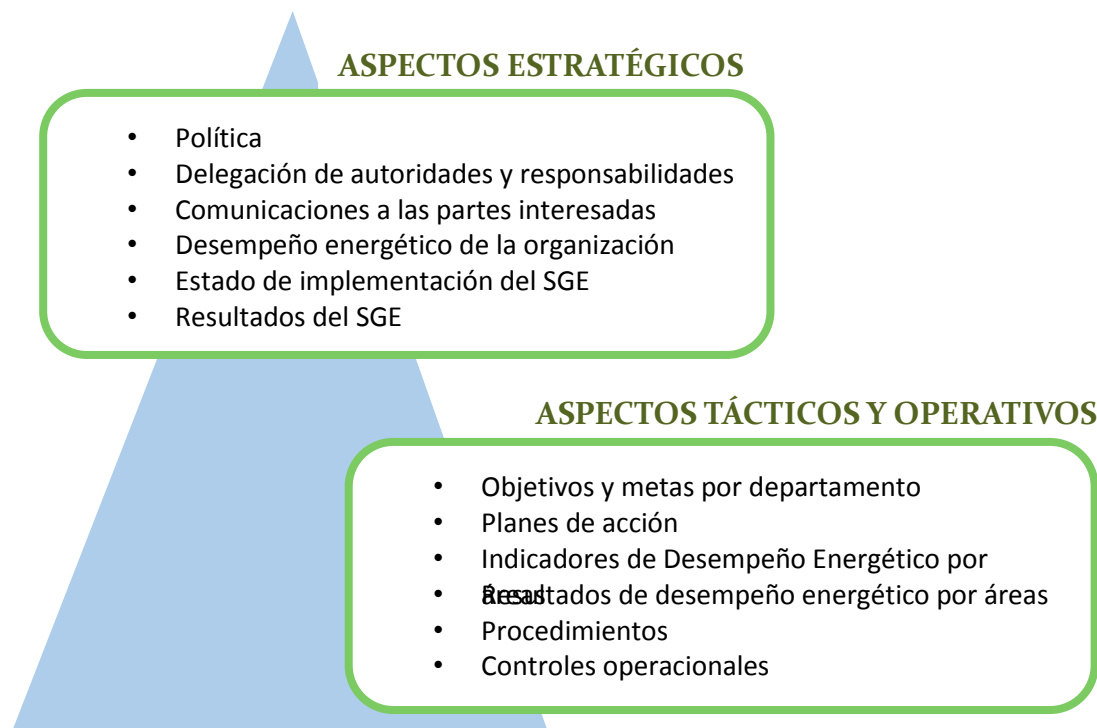 ASPECTOS ESTRATÉGICOS
• Política
• Delegación de autoridades y responsabilidades
• Comunicaciones a las partes interesadas
• Desempeño energético de la organización
• Estado de implementación del SGE
• Resultados del SGE
ASPECTOS TÁCTICOS Y OPERATIVOS
• Objetivos y metas por departamento
• Planes de acción
• Indicadores de Desempeño Energético por
áreas
• Resultados de desempeño energético por áreas
• Procedimientos
• Controles operacionales